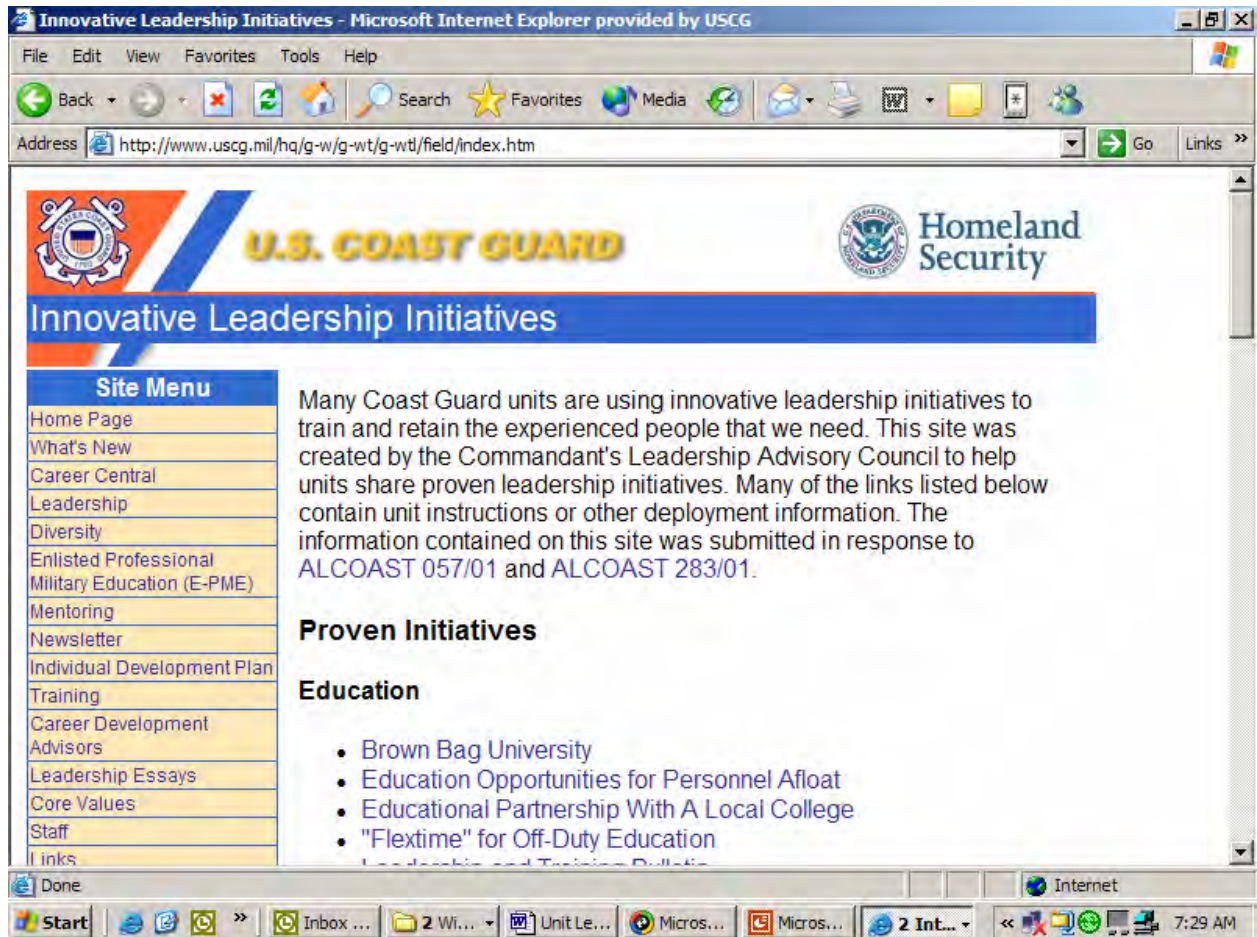 Innovative Leadership Initiatives - Microsoft Internet Explorer provided by USCG
File Edit View Favorites Tools Help
Back Search Favorites Media
Address http://www.uscg.mil/hq/g-w/g-wt/g-wtl/field/index.htm Go Links »
U.S. COAST GUARD
Homeland
Security
Innovative Leadership Initiatives
Site Menu
Home Page
What's New
Career Central
Leadership
Diversity
Enlisted Professional
Military Education (E-PME)
Mentoring
Newsletter
Individual Development Plan
Training
Career Development
Advisors
Leadership Essays
Core Values
Staff
Links
Many Coast Guard units are using innovative leadership initiatives to
train and retain the experienced people that we need. This site was
created by the Commandant's Leadership Advisory Council to help
units share proven leadership initiatives. Many of the links listed below
contain unit instructions or other deployment information. The
information contained on this site was submitted in response to
ALCOAST 057/01 and ALCOAST 283/01.
Proven Initiatives
Education
• Brown Bag University
• Education Opportunities for Personnel Afloat
• Educational Partnership With A Local College
• "Flextime" for Off-Duty Education
• Leadership and Training Bulletin
Done Internet
Start » Inbox ... 2 Wi... Unit Le... Micros... Micros... 2 Int... « 7:29 AM